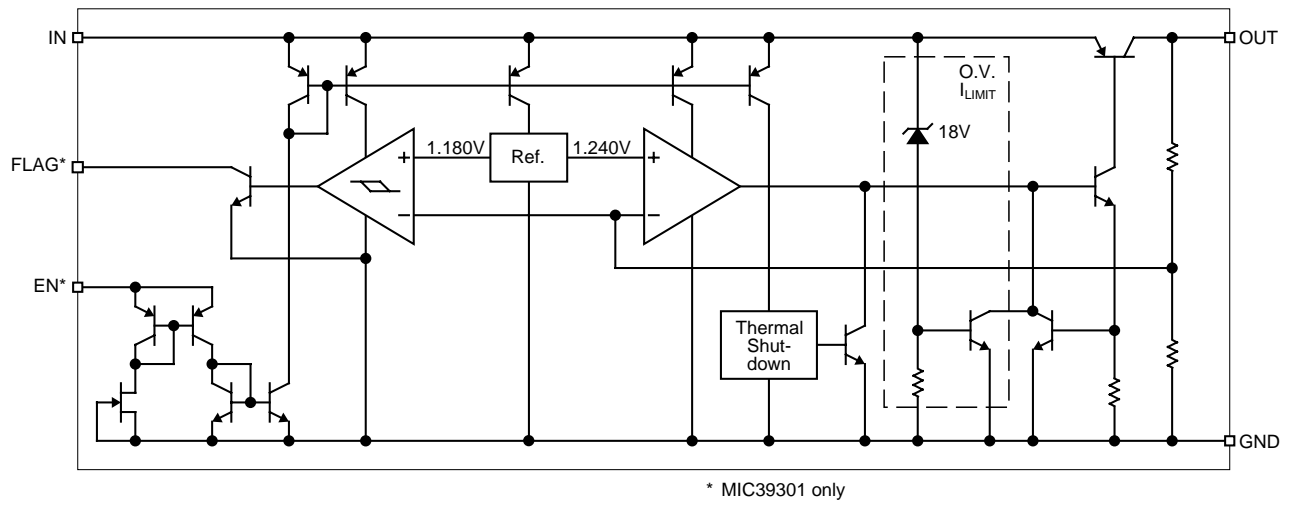 IN
OUT
O.V.
ILIMIT
18V
FLAG*
+
1.180V
Ref.
1.240V
+
−
−
EN*
Thermal
Shut-
down
GND
* MIC39301 only